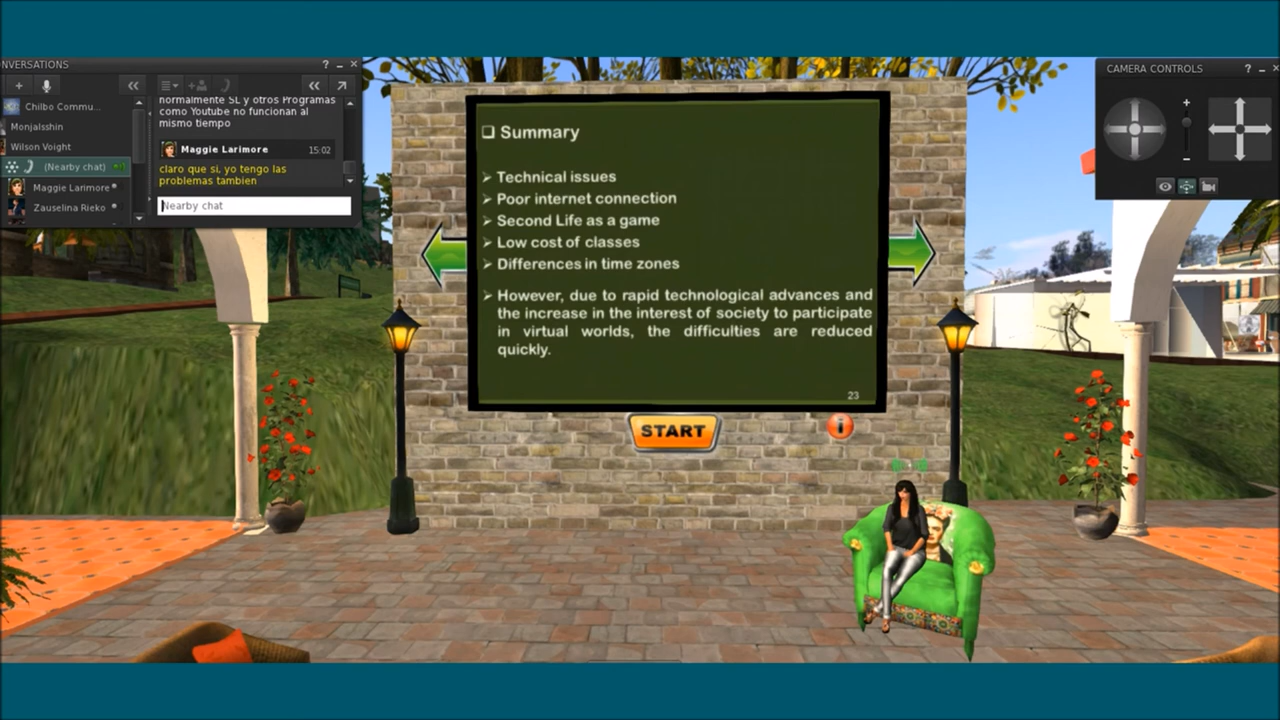 NVERSATIONS
? _ ×
Chilbo Commu...
Monjalsshin
Wilson Voight
(Nearby chat)
Maggie Larimore
Zauselina Rieko
normalmente SL y otros Programas
como Youtube no funcionan al
mismo tiempo
Maggie Larimore 15:02
claro que si, yo tengo las
problemas tambien
Nearby chat
❑ Summary
➢ Technical issues
➢ Poor internet connection
➢ Second Life as a game
➢ Low cost of classes
➢ Differences in time zones
➢ However, due to rapid technological advances and
the increase in the interest of society to participate
in virtual worlds, the difficulties are reduced
quickly.
23
START
i
CAMERA CONTROLS
? _ ×
+
−